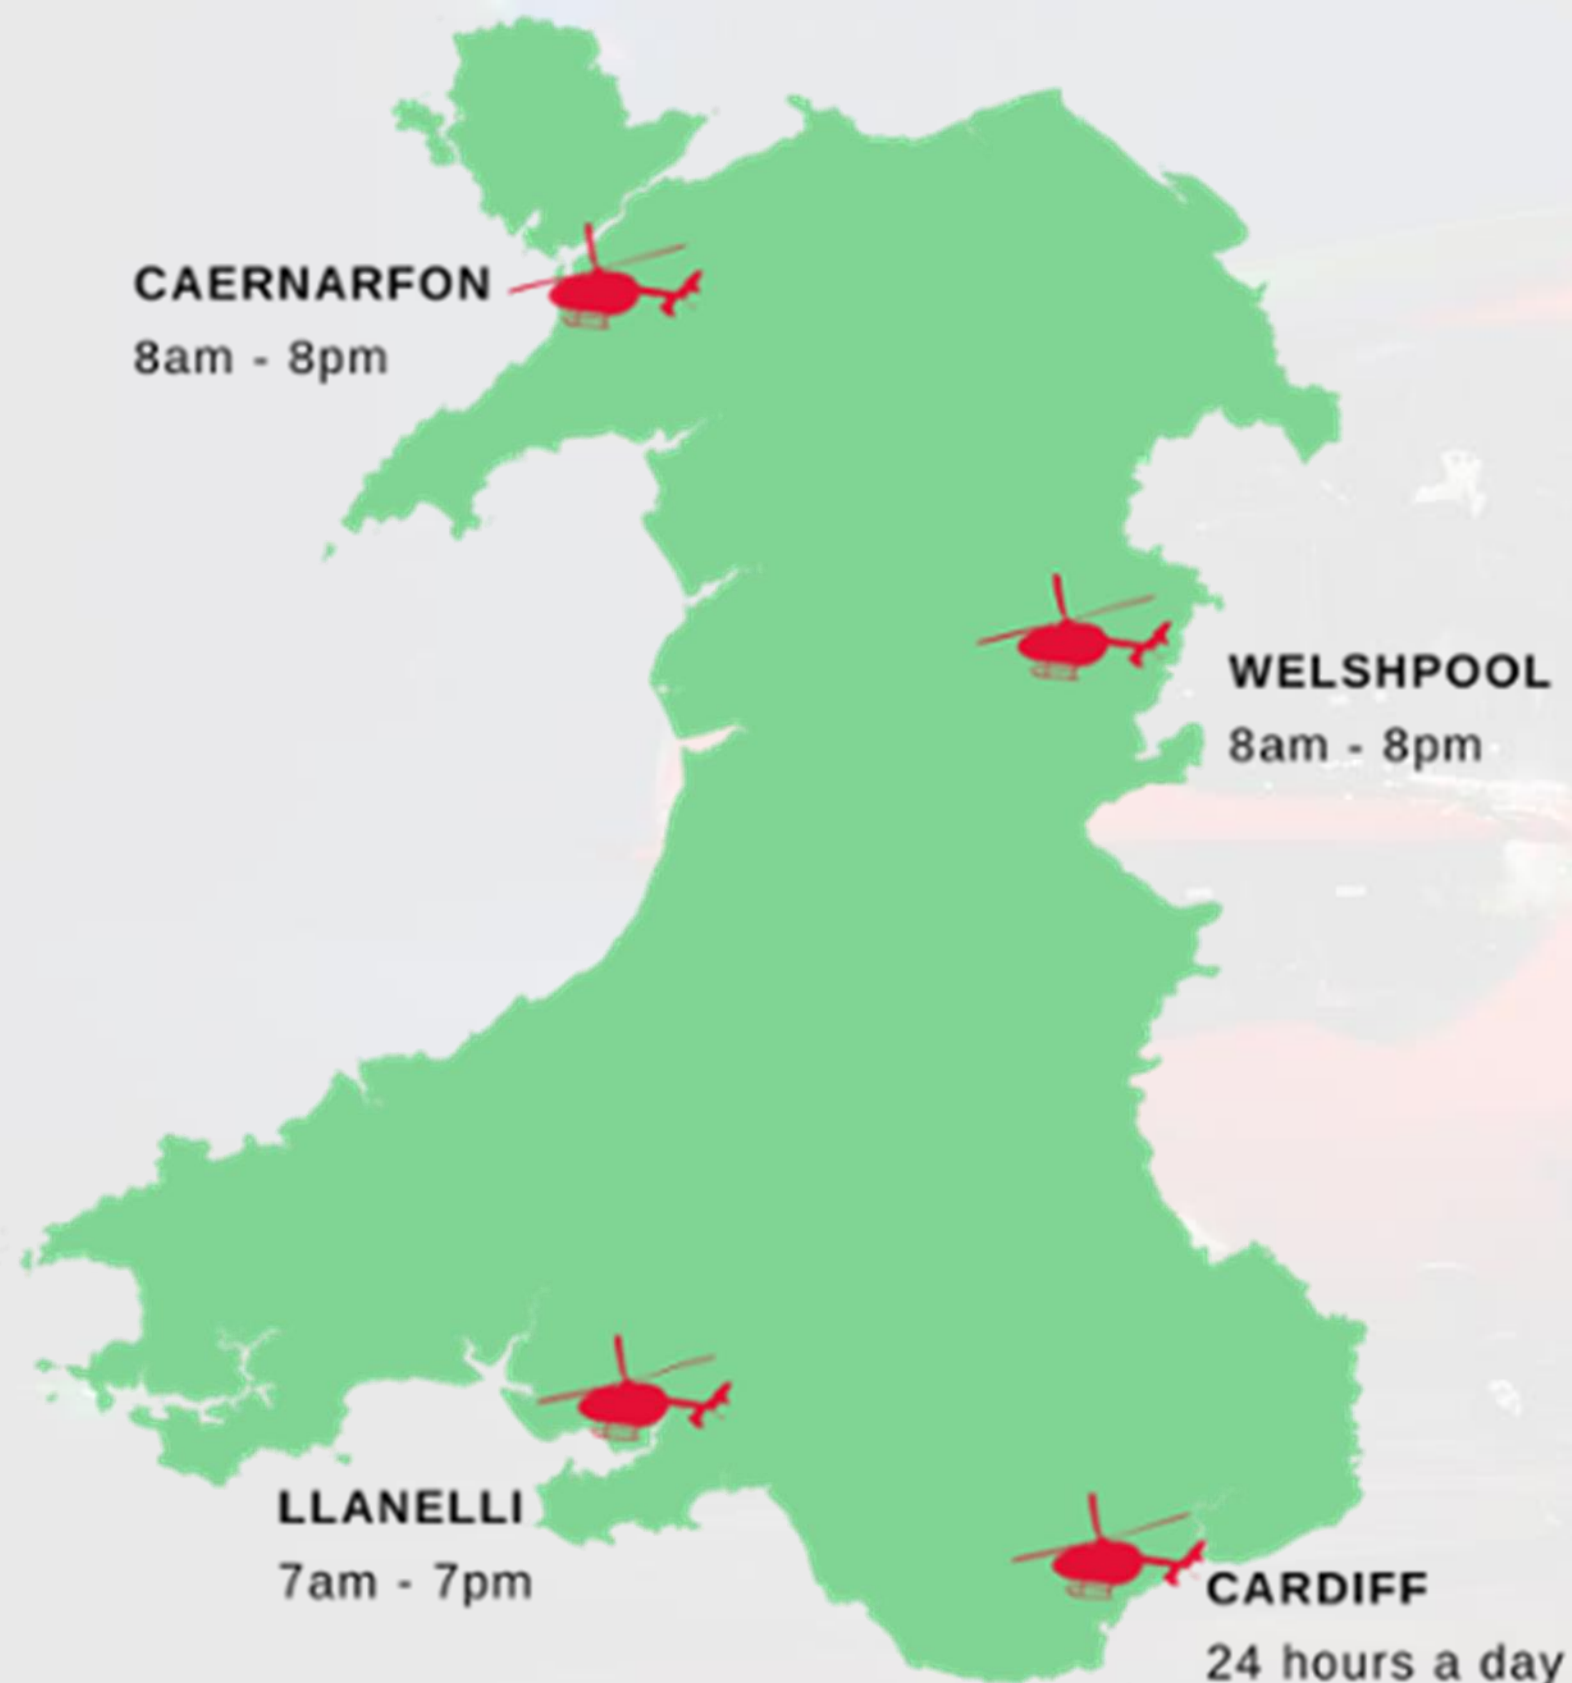 CAERNARFON
8am - 8pm
WELSHPOOL
8am - 8pm
LLANELLI
7am - 7pm
CARDIFF
24 hours a day